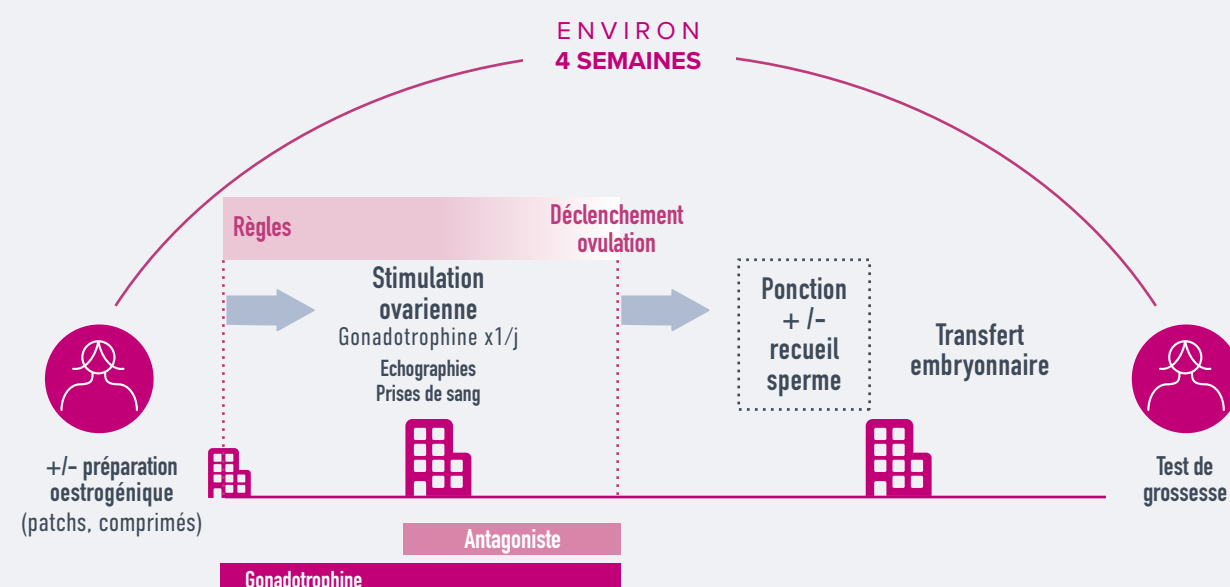 ENVIRON
4 SEMAINES
Règles
Déclenchement
ovulation
Stimulation
ovarienne
Gonadotrophine x1/j
Echographies
Prises de sang
Ponction
+ /-
recueil
sperme
Transfert
embryonnaire
+/- préparation
oestrogénique
(patchs, comprimés)
Test de
grossesse
Antagoniste
Gonadotrophine